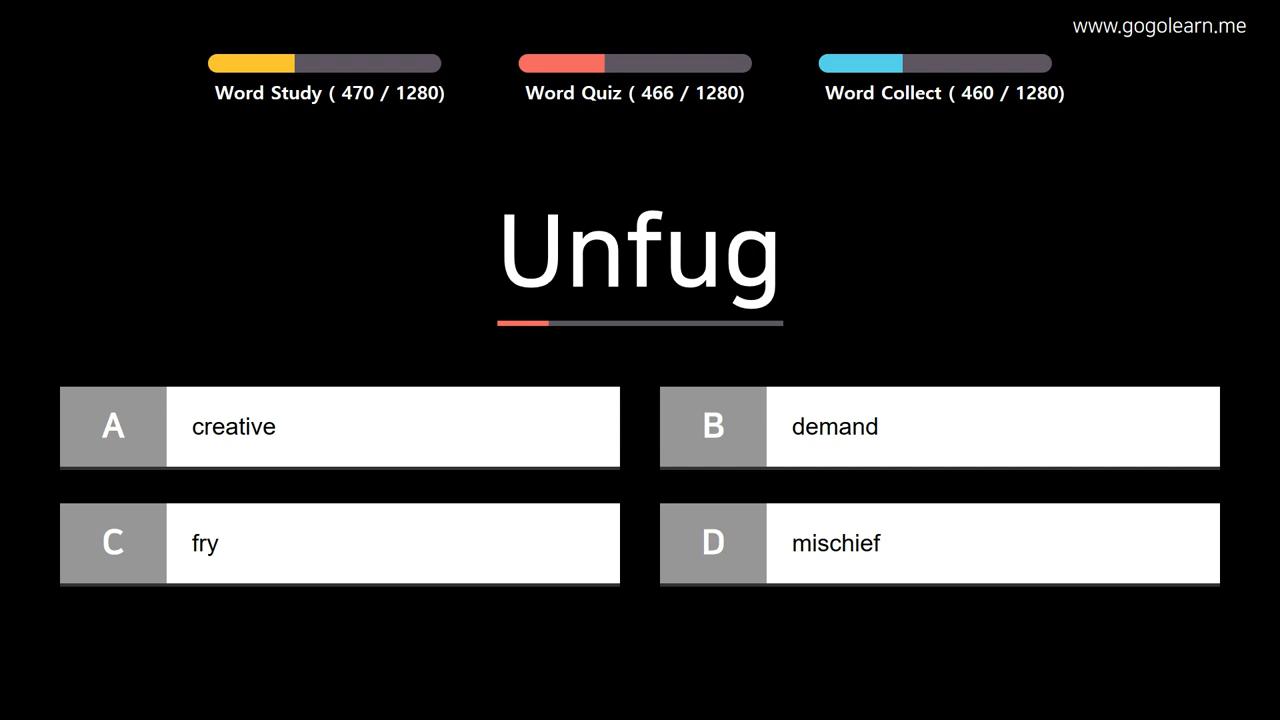 www.gogolearn.me
Word Study ( 470 / 1280)
Word Quiz ( 466 / 1280)
Word Collect ( 460 / 1280)
Unfug
A creative
B demand
C fry
D mischief